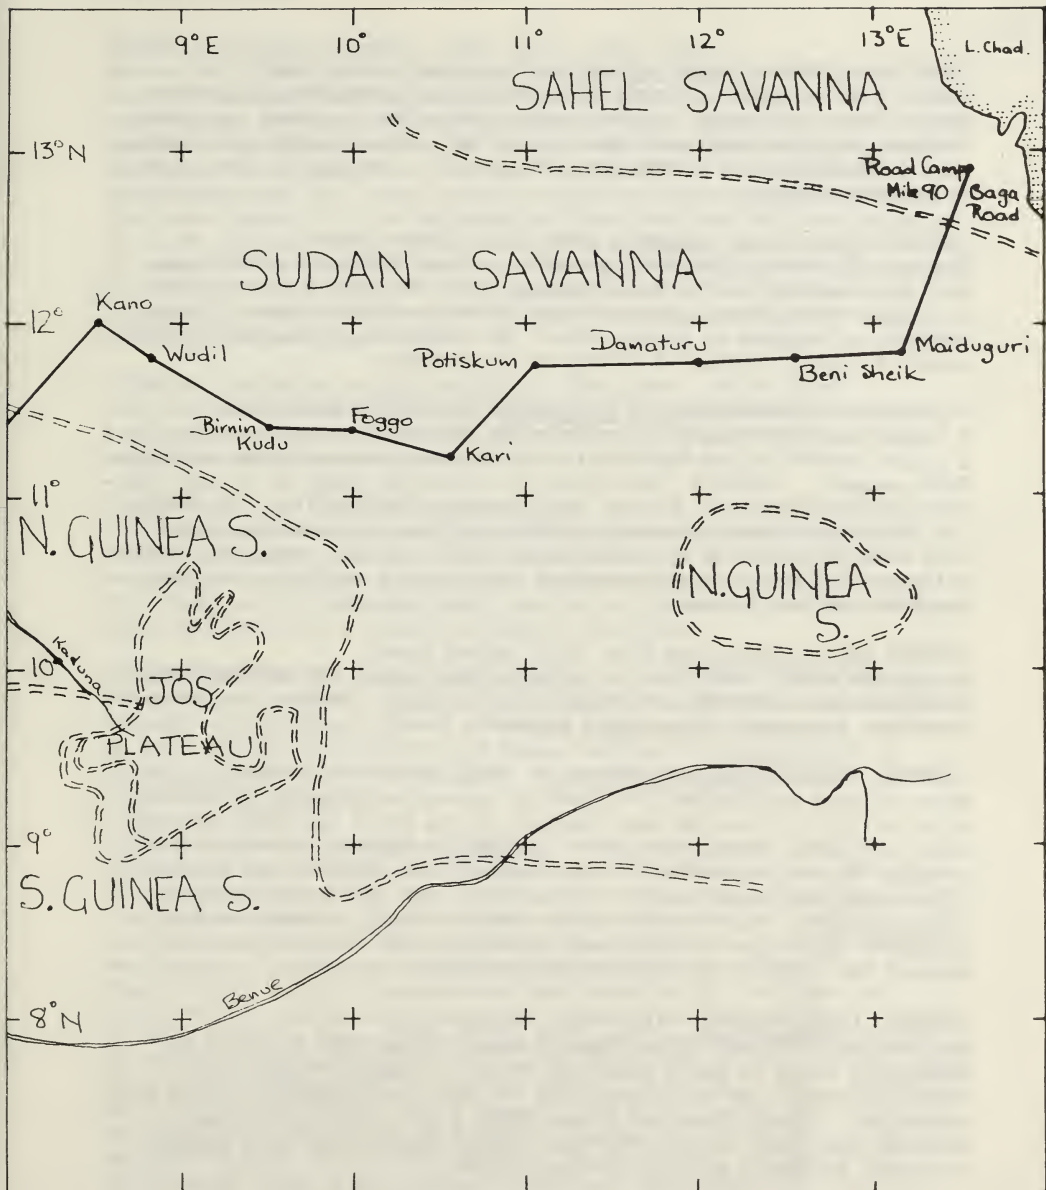 9° E 10° 11° 12° 13° E
L. Chad.
SAHEL SAVANNA
13° N
Road Camp
Mile 90
Baga
Road
SUDAN SAVANNA
Kano
12°
Wudil
Potiskum
Damaturu
Beni Sheik
Maiduguri
Birnin
Kudu
Foggo
Kari
11°
N. GUINEA S.
N. GUINEA
S.
Kaduna
10°
JOS
PLATEAU
9°
S. GUINEA S.
Benue
8° N